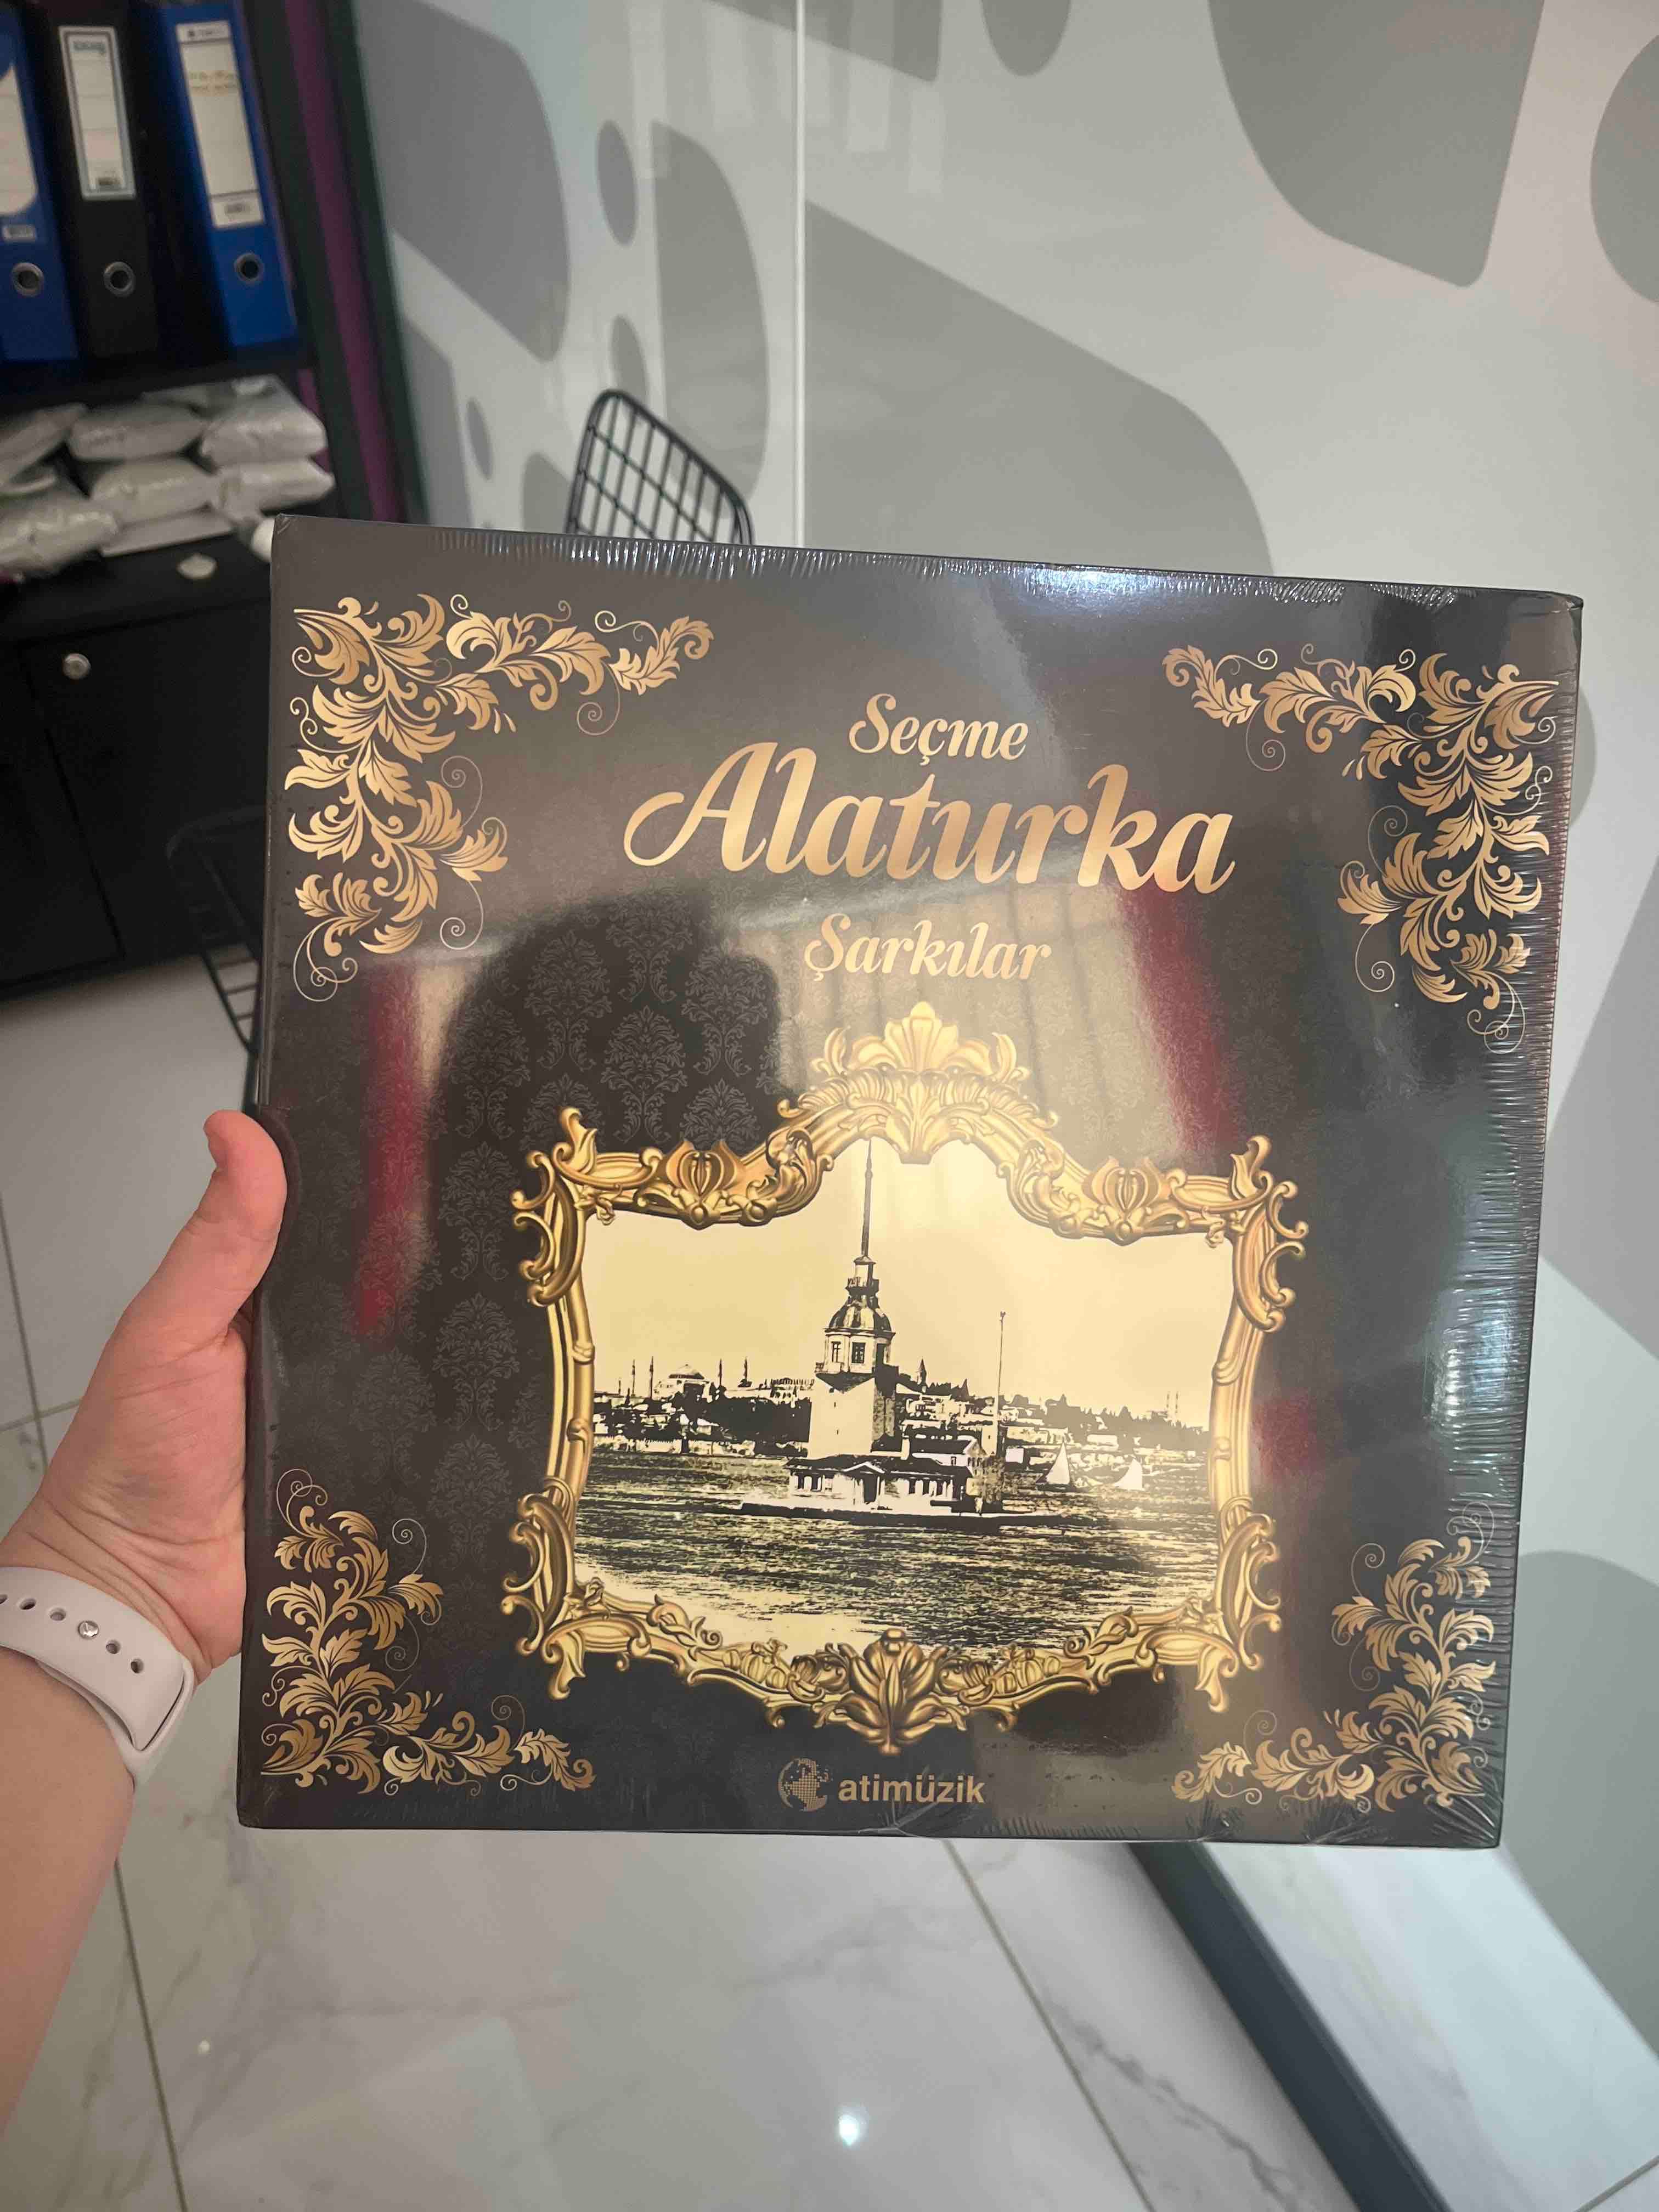 Seçme
Alaturka
Şarkılar
atimüzik